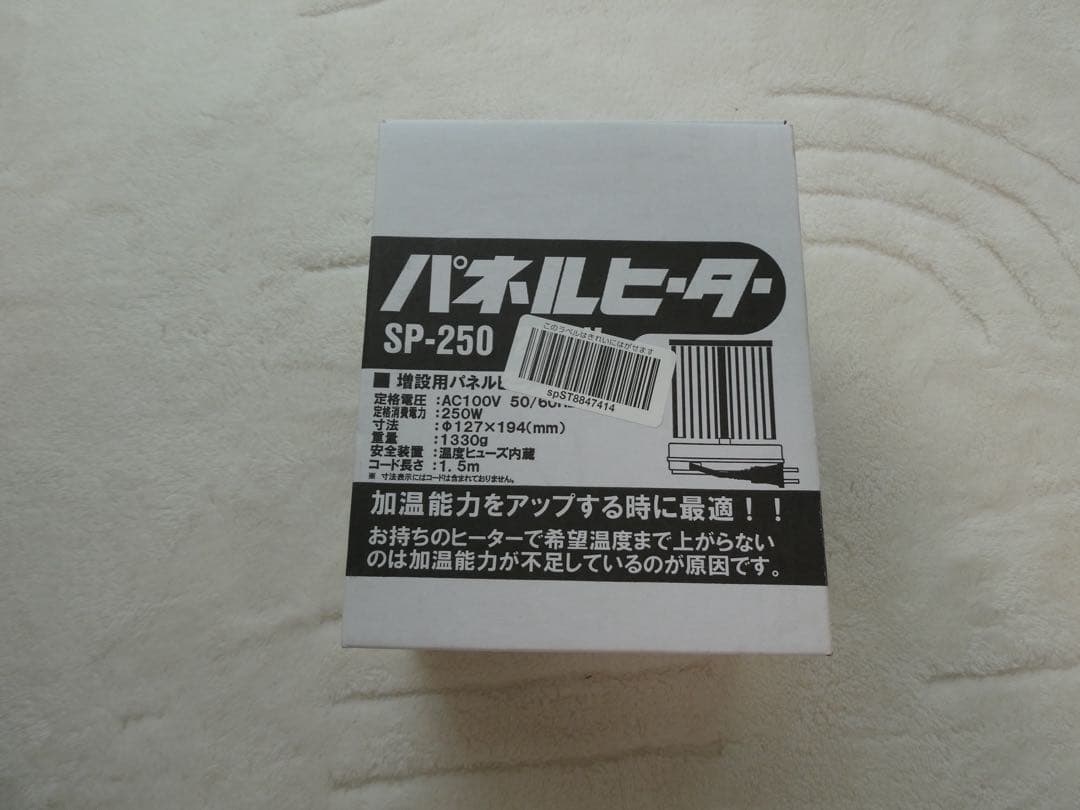 パネルヒーター
SP-250
このラベルはきれいにはがせます
spST8847414
■ 増設用パネルヒ
定格電圧 : AC100V 50/60Hz
定格消費電力 : 250W
寸法 : Φ127×194(mm)
重量 : 1330g
安全装置 : 温度ヒューズ内蔵
コード長さ : 1.5m
※ 寸法表示にはコードは含まれておりません。
加温能力をアップする時に最適！！
お持ちのヒーターで希望温度まで上がらない
のは加温能力が不足しているのが原因です。